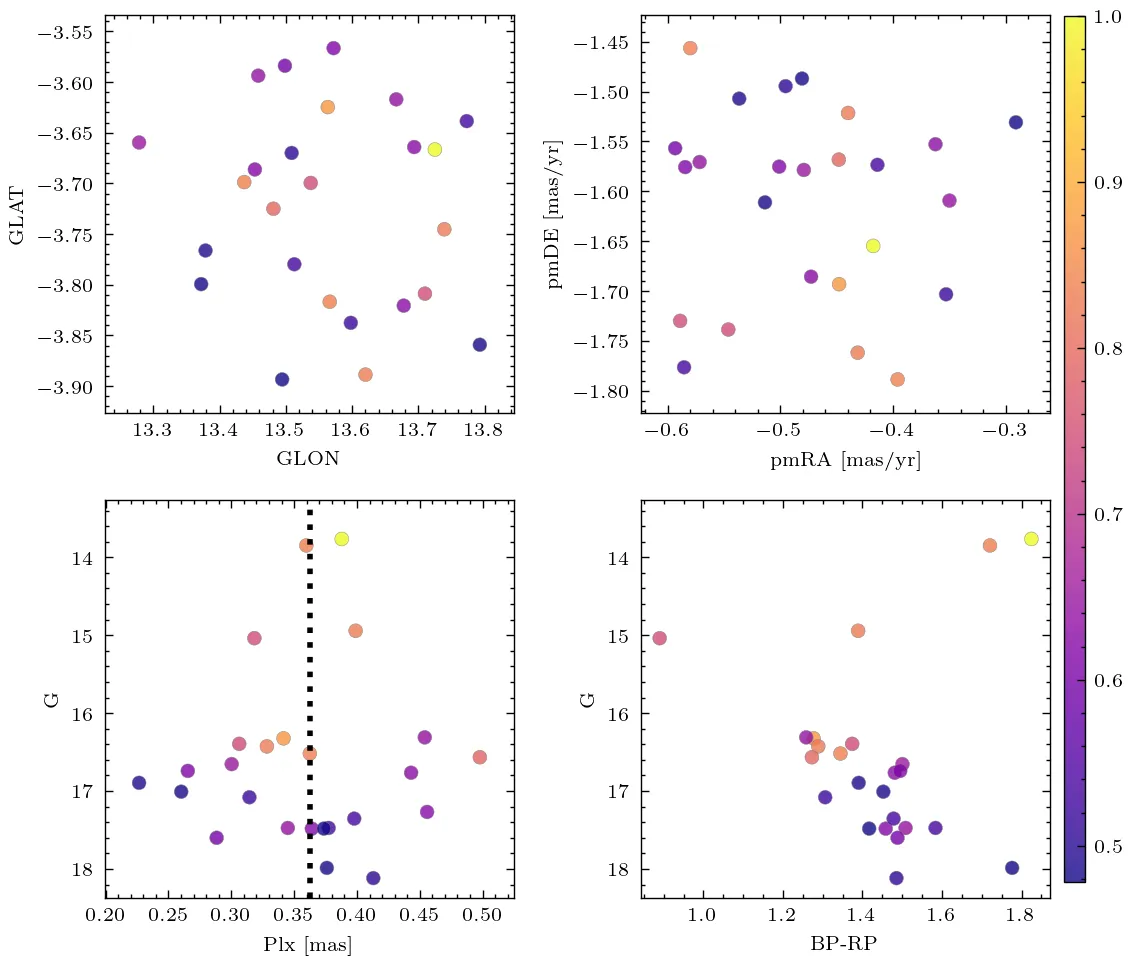 −3.55
−3.60
−3.65
−3.70
−3.75
−3.80
−3.85
−3.90
GLAT
13.3 13.4 13.5 13.6 13.7 13.8
GLON
−1.45
−1.50
−1.55
−1.60
−1.65
−1.70
−1.75
−1.80
pmDE [mas/yr]
−0.6 −0.5 −0.4 −0.3
pmRA [mas/yr]
1.0
0.9
0.8
0.7
0.6
0.5
14
15
16
17
18
G
0.20 0.25 0.30 0.35 0.40 0.45 0.50
Plx [mas]
14
15
16
17
18
G
1.0 1.2 1.4 1.6 1.8
BP-RP